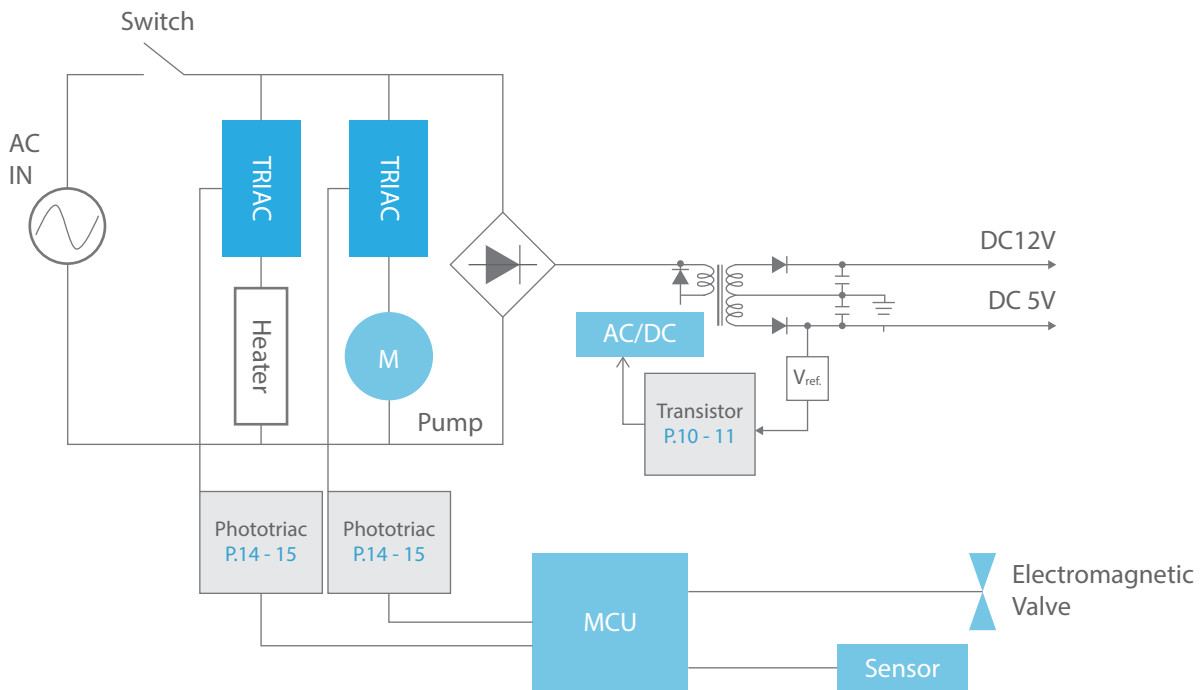 Switch
AC
IN
TRIAC
TRIAC
Heater
M
Pump
DC12V
DC 5V
AC/DC
Vref.
Transistor
P.10 - 11
Phototriac
P.14 - 15
Phototriac
P.14 - 15
MCU
Electromagnetic
Valve
Sensor